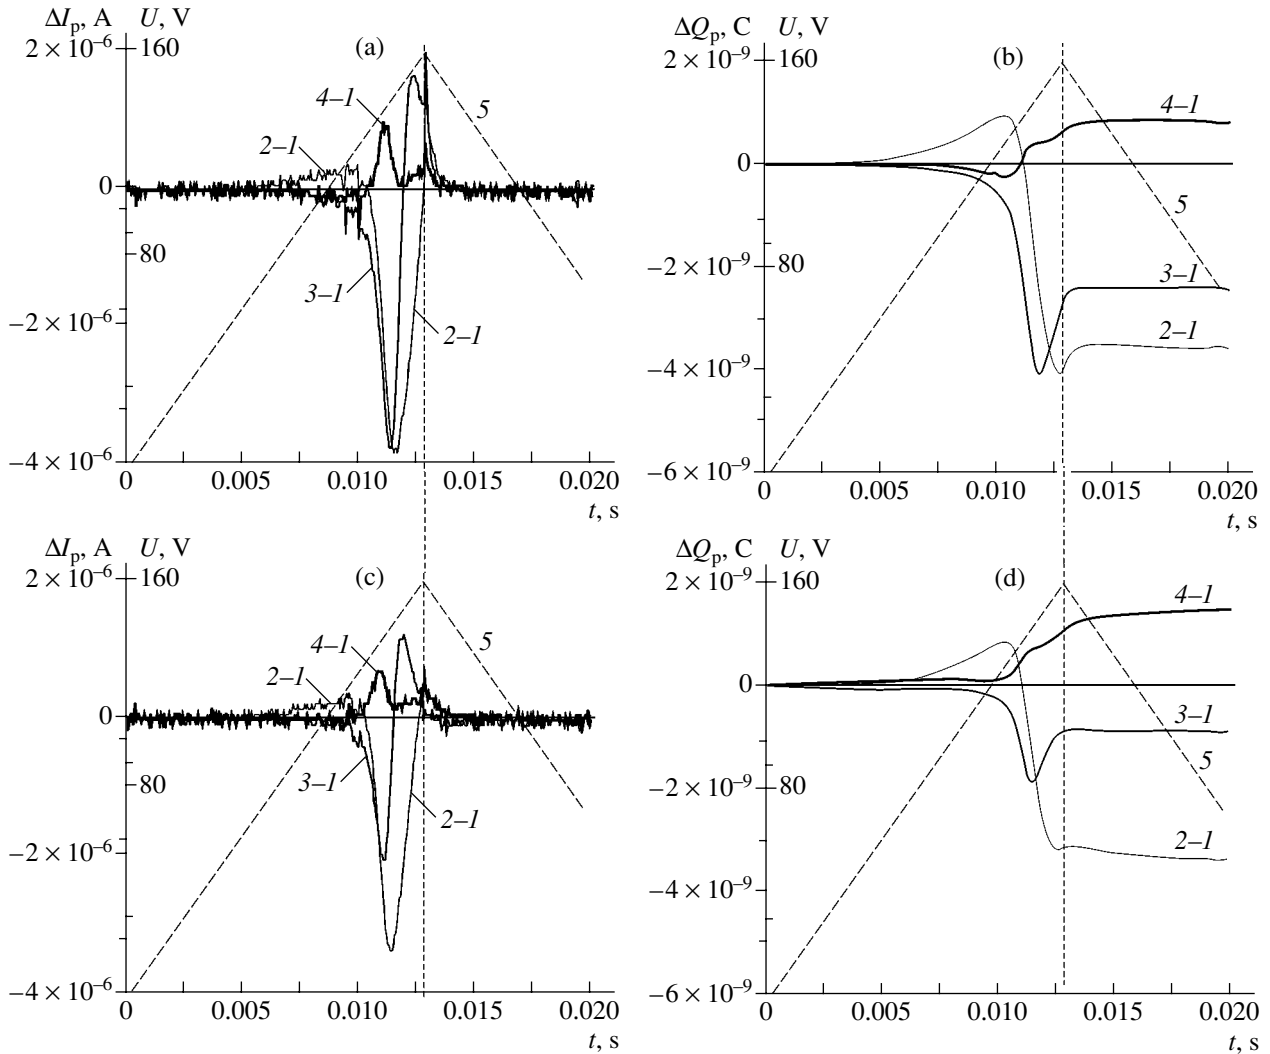 ΔIp, A U, V
2 × 10⁻⁶ 160
(a)
4–1
5
2–1
0
80
3–1
2–1
−2 × 10⁻⁶
−4 × 10⁻⁶
0 0.005 0.010 0.015 0.020
t, s
ΔQp, C U, V
2 × 10⁻⁹ 160
(b)
4–1
0
5
−2 × 10⁻⁹ 80
3–1
2–1
−4 × 10⁻⁹
−6 × 10⁻⁹
0 0.005 0.010 0.015 0.020
t, s
ΔIp, A U, V
2 × 10⁻⁶ 160
(c)
4–1
5
2–1
0
80
3–1
2–1
−2 × 10⁻⁶
−4 × 10⁻⁶
0 0.005 0.010 0.015 0.020
t, s
ΔQp, C U, V
2 × 10⁻⁹ 160
(d)
4–1
0
3–1
5
−2 × 10⁻⁹ 80
2–1
−4 × 10⁻⁹
−6 × 10⁻⁹
0 0.005 0.010 0.015 0.020
t, s